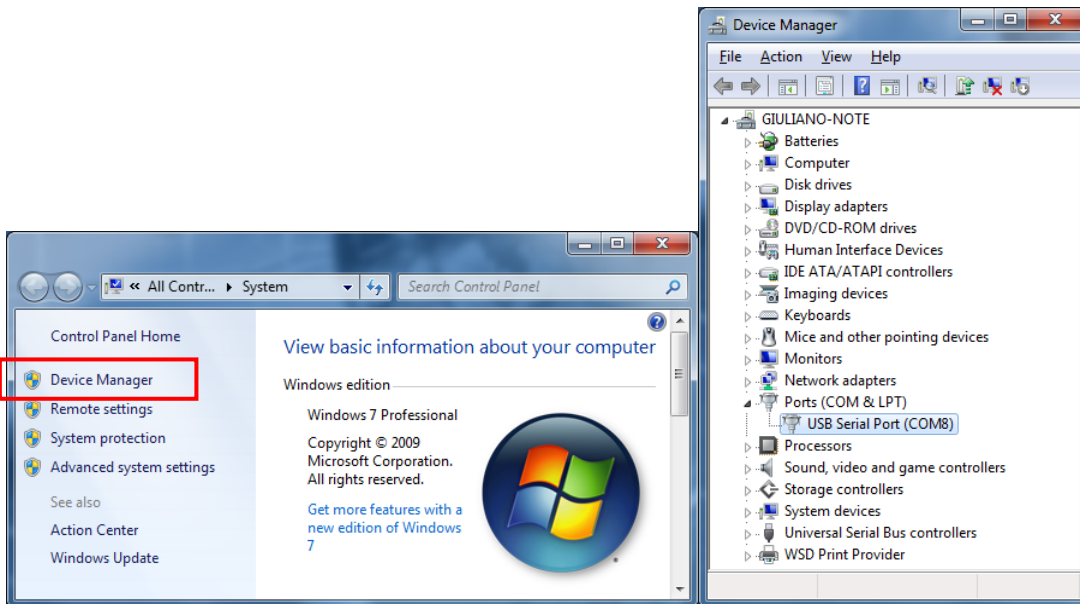 All Contr... System
Search Control Panel
Control Panel Home
Device Manager
Remote settings
System protection
Advanced system settings
See also
Action Center
Windows Update
View basic information about your computer
Windows edition
Windows 7 Professional
Copyright © 2009
Microsoft Corporation.
All rights reserved.
Get more features with a
new edition of Windows
7
Device Manager
File Action View Help
GIULIANO-NOTE
Batteries
Computer
Disk drives
Display adapters
DVD/CD-ROM drives
Human Interface Devices
IDE ATA/ATAPI controllers
Imaging devices
Keyboards
Mice and other pointing devices
Monitors
Network adapters
Ports (COM & LPT)
USB Serial Port (COM8)
Processors
Sound, video and game controllers
Storage controllers
System devices
Universal Serial Bus controllers
WSD Print Provider